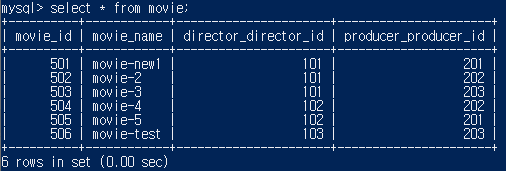 mysql> select * from movie;
+----------+------------+----------------------+----------------------+
| movie_id | movie_name | director_director_id | producer_producer_id |
+----------+------------+----------------------+----------------------+
|      501 | movie-new1 |                  101 |                  201 |
|      502 | movie-2    |                  101 |                  202 |
|      503 | movie-3    |                  101 |                  203 |
|      504 | movie-4    |                  102 |                  202 |
|      505 | movie-5    |                  102 |                  201 |
|      506 | movie-test |                  103 |                  203 |
+----------+------------+----------------------+----------------------+
6 rows in set (0.00 sec)